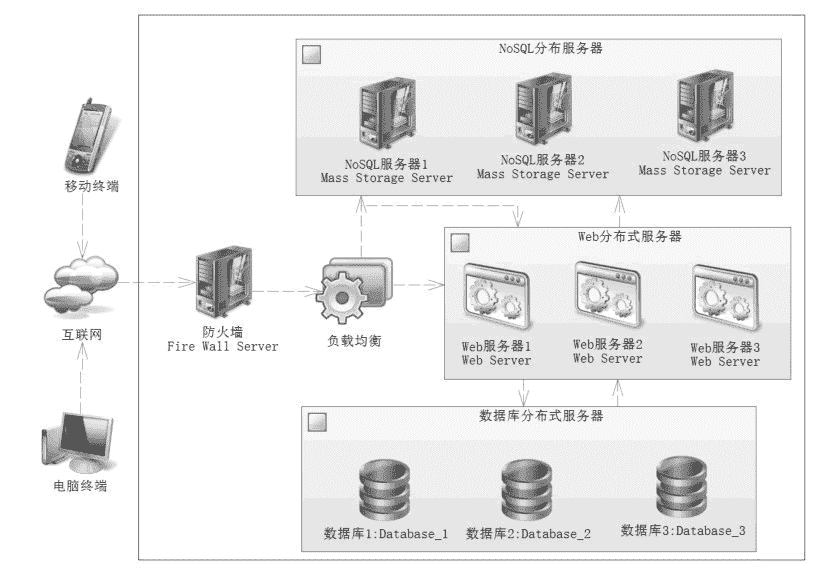 NoSQL分布服务器
NoSQL服务器1
Mass Storage Server
NoSQL服务器2
Mass Storage Server
NoSQL服务器3
Mass Storage Server
移动终端
Web分布式服务器
互联网
防火墙
Fire Wall Server
负载均衡
Web服务器1
Web Server
Web服务器2
Web Server
Web服务器3
Web Server
数据库分布式服务器
电脑终端
数据库1:Database_1
数据库2:Database_2
数据库3:Database_3